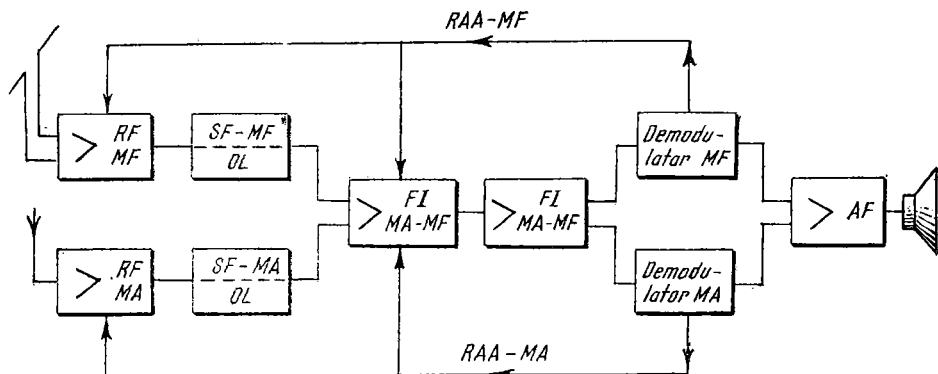 RAA-MF
RF
MF
SF-MF*
OL
FI
MA-MF
FI
MA-MF
Demodu-
lator MF
AF
RF
MA
SF-MA
OL
Demodu-
lator MA
RAA-MA